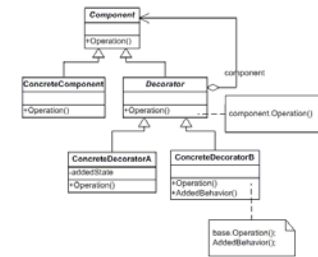 Component
+Operation()
ConcreteComponent
+Operation()
Decorator
+Operation()
component
component.Operation()
ConcreteDecoratorA
-addedState
+Operation()
ConcreteDecoratorB
+Operation()
+AddedBehavior()
base.Operation();
AddedBehavior();